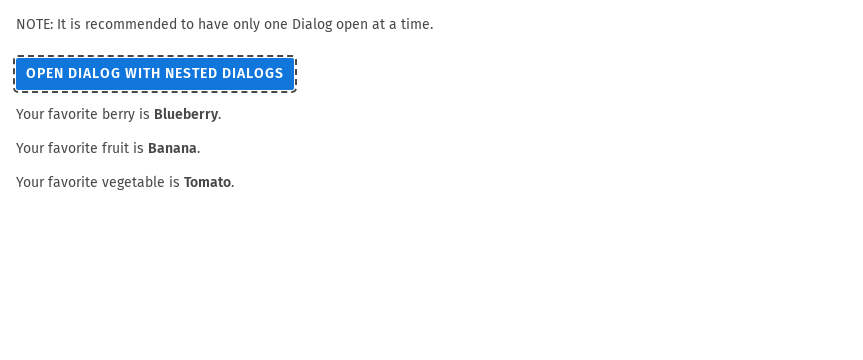 NOTE: It is recommended to have only one Dialog open at a time.
OPEN DIALOG WITH NESTED DIALOGS
Your favorite berry is Blueberry.
Your favorite fruit is Banana.
Your favorite vegetable is Tomato.